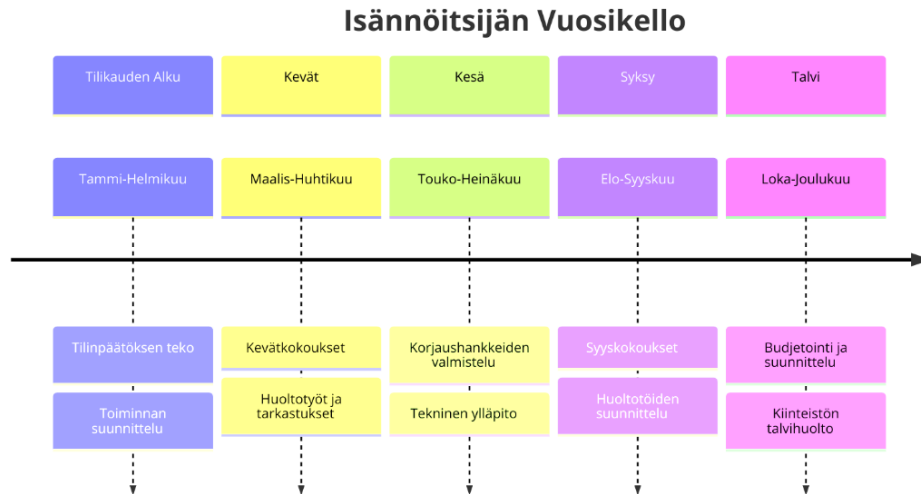 Isännöitsijän Vuosikello
Tilikauden Alku
Kevät
Kesä
Syksy
Talvi
Tammi-Helmikuu
Maalis-Huhtikuu
Touko-Heinäkuu
Elo-Syyskuu
Loka-Joulukuu
Tilinpäätöksen teko
Toiminnan
suunnittelu
Kevätkokoukset
Huoltotyöt ja
tarkastukset
Korjaushankkeiden
valmistelu
Tekninen ylläpito
Syyskokoukset
Huoltotöiden
suunnittelu
Budjetointi ja
suunnittelu
Kiinteistön
talvihuolto